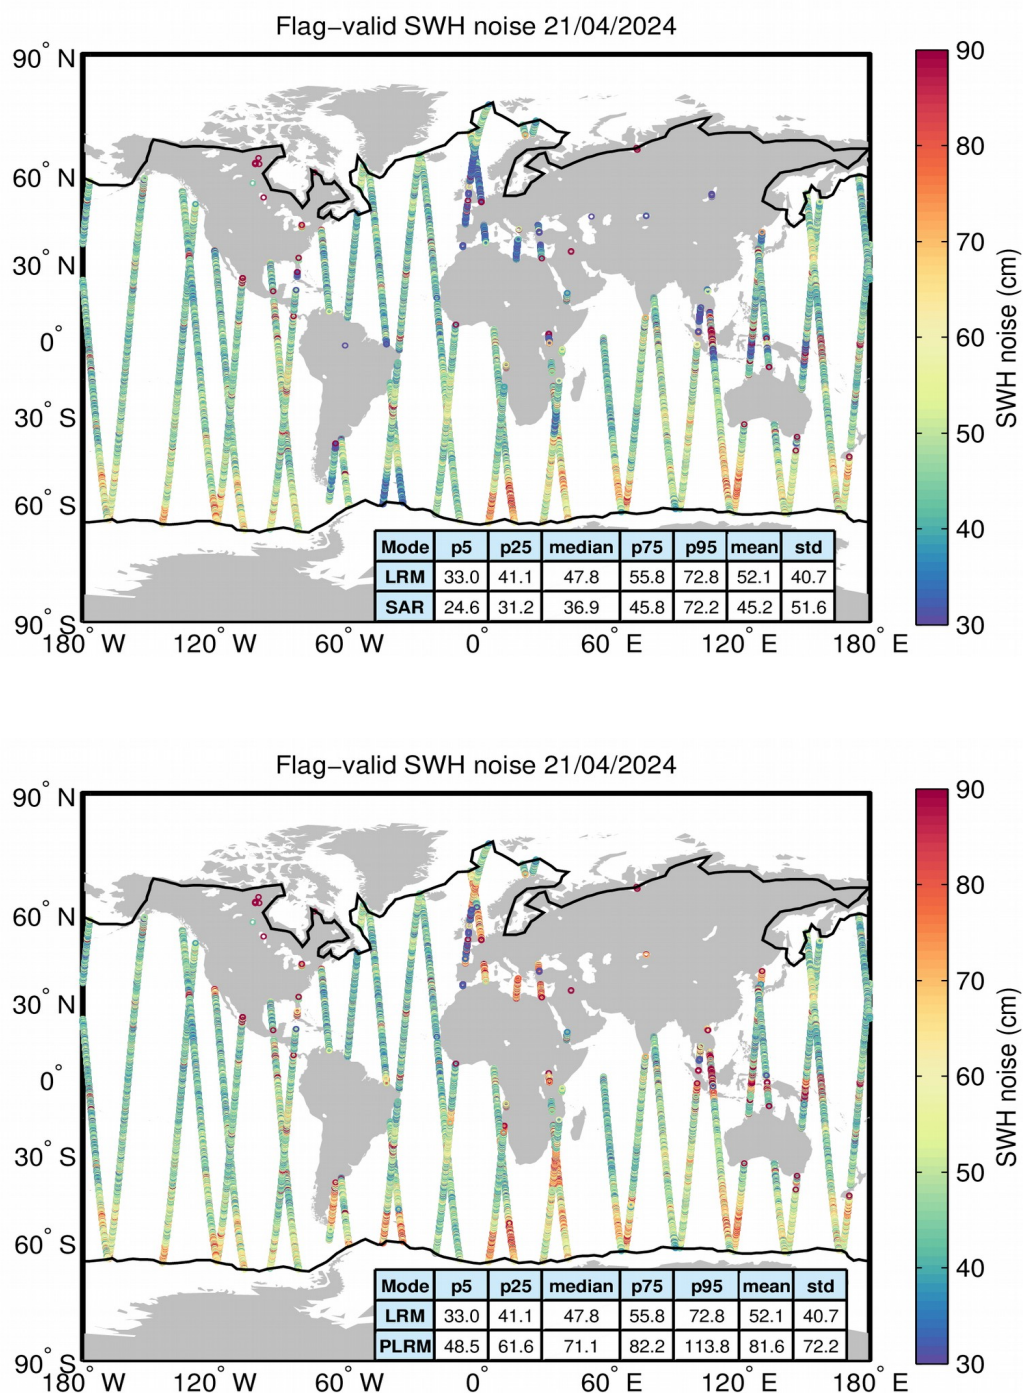 Flag−valid SWH noise 21/04/2024
90° N
60° N
30° N
0°
30° S
60° S
90° S
180° W
120° W
60° W
0°
60° E
120° E
180° E
90
80
70
60
50
40
30
SWH noise (cm)
Mode p5 p25 median p75 p95 mean std
LRM 33.0 41.1 47.8 55.8 72.8 52.1 40.7
SAR 24.6 31.2 36.9 45.8 72.2 45.2 51.6
Flag−valid SWH noise 21/04/2024
90° N
60° N
30° N
0°
30° S
60° S
90° S
180° W
120° W
60° W
0°
60° E
120° E
180° E
90
80
70
60
50
40
30
SWH noise (cm)
Mode p5 p25 median p75 p95 mean std
LRM 33.0 41.1 47.8 55.8 72.8 52.1 40.7
PLRM 48.5 61.6 71.1 82.2 113.8 81.6 72.2